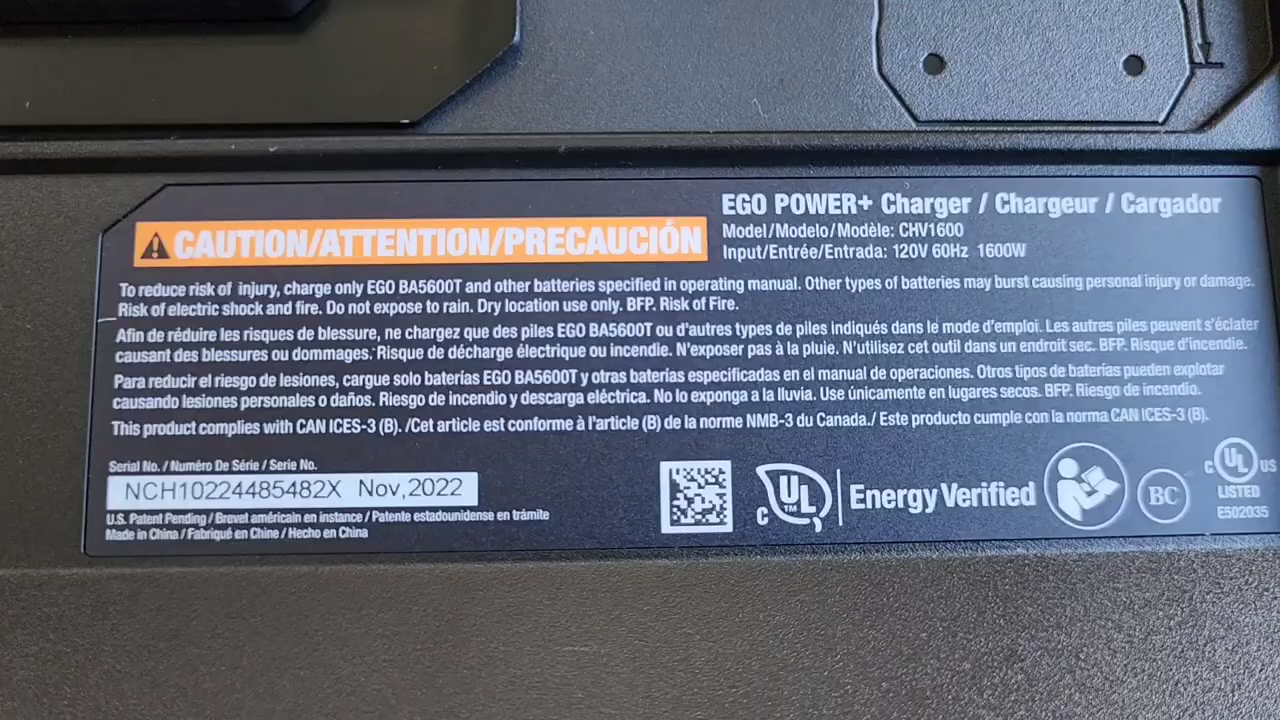 EGO POWER+ Charger / Chargeur / Cargador
Model/Modelo/Modèle: CHV1600
Input/Entrée/Entrada: 120V 60Hz 1600W
CAUTION/ATTENTION/PRECAUCIÓN
To reduce risk of injury, charge only EGO BA5600T and other batteries specified in operating manual. Other types of batteries may burst causing personal injury or damage.
Risk of electric shock and fire. Do not expose to rain. Dry location use only. BFP. Risk of Fire.
Afin de réduire les risques de blessure, ne chargez que des piles EGO BA5600T ou d'autres types de piles indiqués dans le mode d'emploi. Les autres piles peuvent s'éclater
causant des blessures ou dommages. Risque de décharge électrique ou incendie. N'exposer pas à la pluie. N'utilisez cet outil dans un endroit sec. BFP. Risque d'incendie.
Para reducir el riesgo de lesiones, cargue solo baterías EGO BA5600T y otras baterías especificadas en el manual de operaciones. Otros tipos de baterías pueden explotar
causando lesiones personales o daños. Riesgo de incendio y descarga eléctrica. No lo exponga a la lluvia. Use únicamente en lugares secos. BFP. Riesgo de incendio.
This product complies with CAN ICES-3 (B). /Cet article est conforme à l'article (B) de la norme NMB-3 du Canada./ Este producto cumple con la norma CAN ICES-3 (B).
Serial No. / Numéro De Série / Serie No.
NCH10224485482X Nov,2022
U.S. Patent Pending / Brevet américain en instance / Patente estadounidense en trámite
Made in China / Fabriqué en Chine / Hecho en China
C UL TM Energy Verified
BC
C UL US
LISTED
E502035